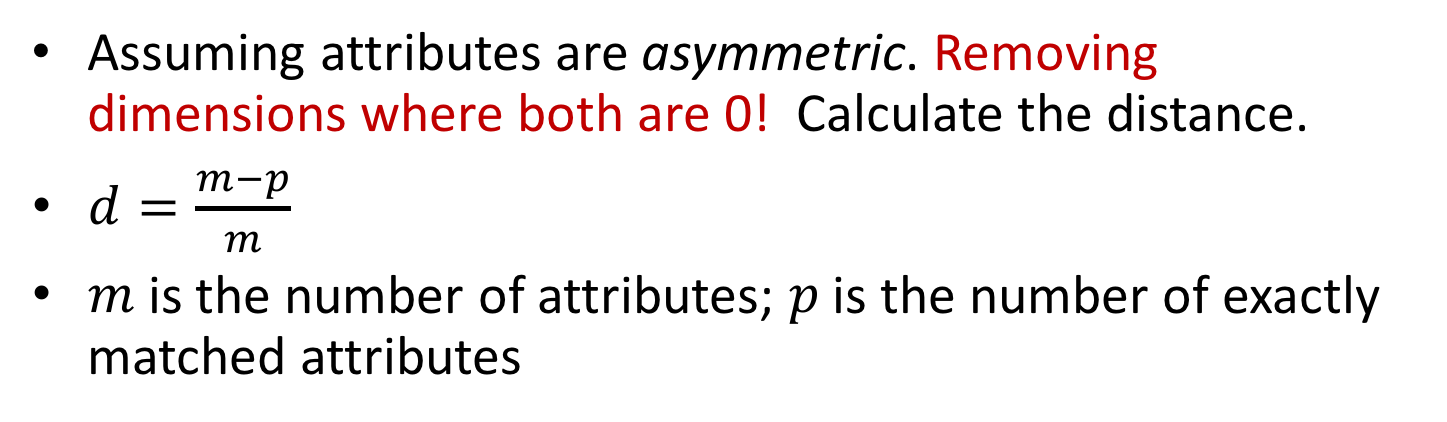 • Assuming attributes are asymmetric. Removing
dimensions where both are 0! Calculate the distance.
• d = \frac{m-p}{m}
• m is the number of attributes; p is the number of exactly
matched attributes